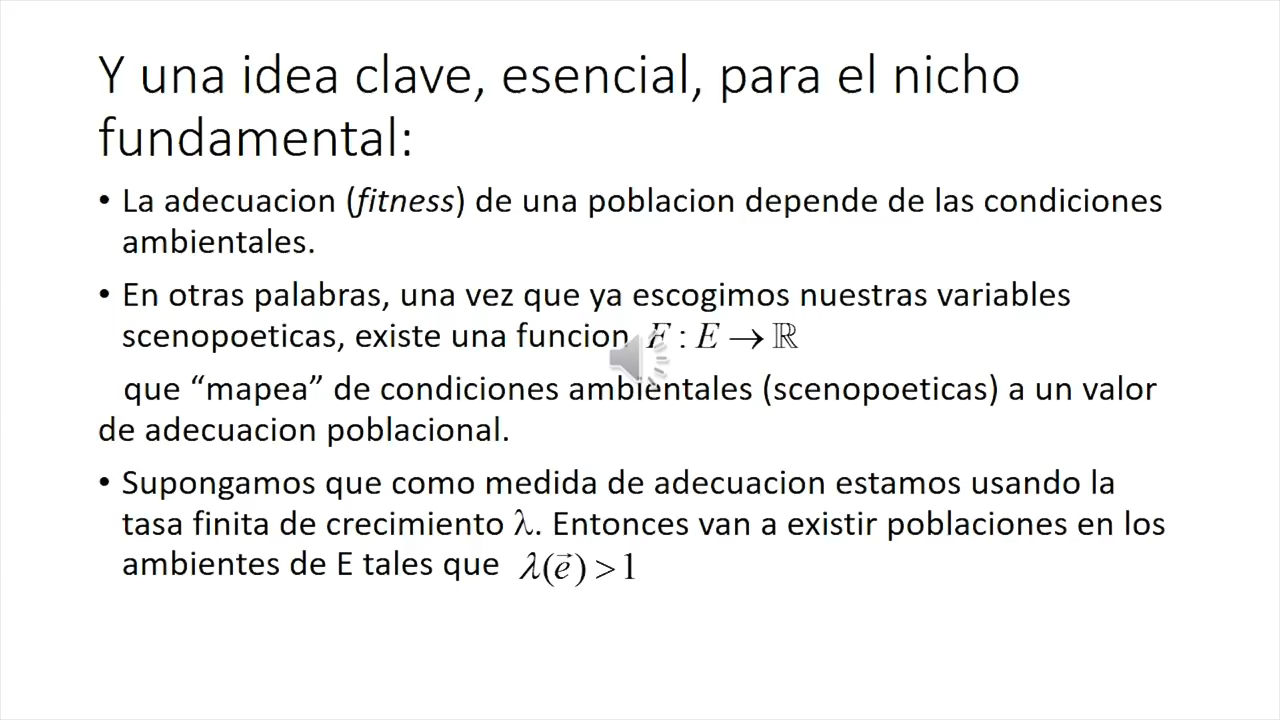 Y una idea clave, esencial, para el nicho
fundamental:
• La adecuacion (fitness) de una poblacion depende de las condiciones
ambientales.
• En otras palabras, una vez que ya escogimos nuestras variables
scenopoeticas, existe una funcion F : E → ℝ
que “mapea” de condiciones ambientales (scenopoeticas) a un valor
de adecuacion poblacional.
• Supongamos que como medida de adecuacion estamos usando la
tasa finita de crecimiento λ. Entonces van a existir poblaciones en los
ambientes de E tales que λ(e⃗) > 1